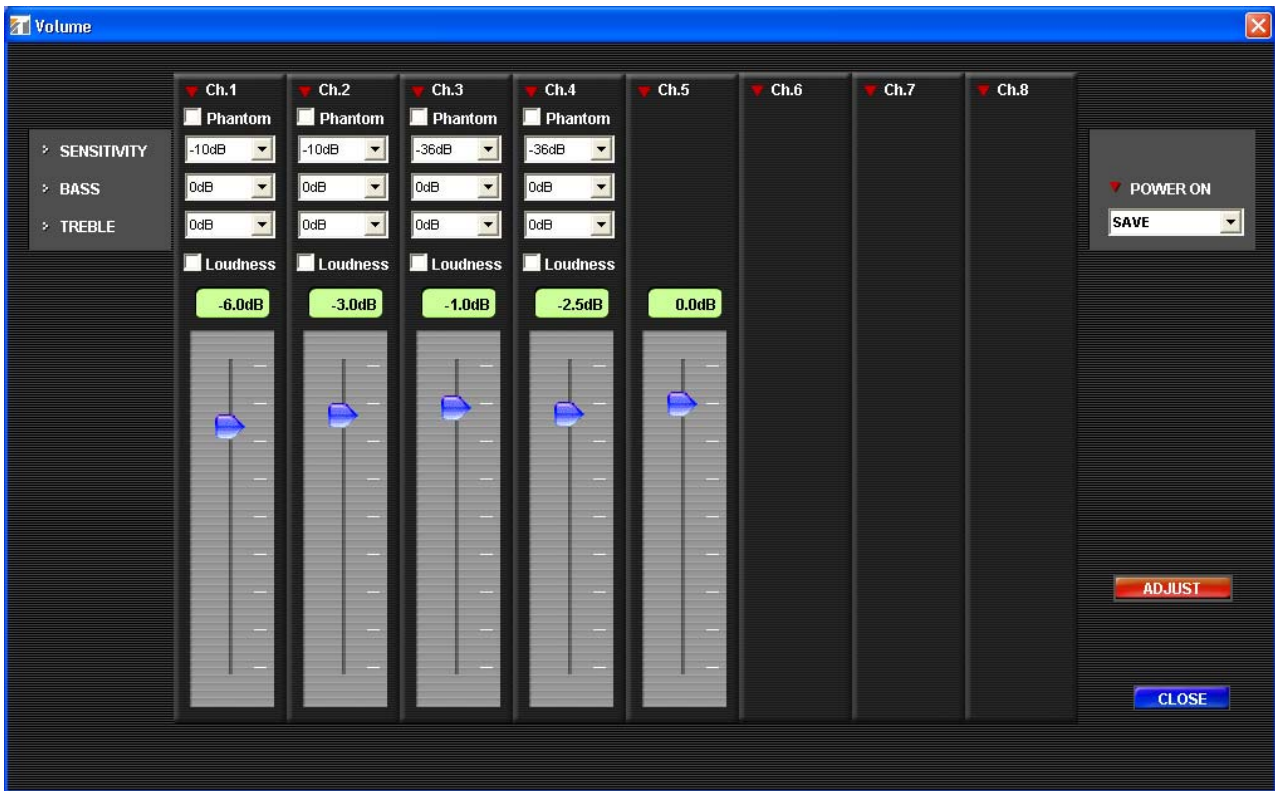 Volume
Ch.1 Ch.2 Ch.3 Ch.4 Ch.5 Ch.6 Ch.7 Ch.8
Phantom Phantom Phantom Phantom
SENSITIVITY -10dB -10dB -36dB -36dB
BASS 0dB 0dB 0dB 0dB POWER ON
TREBLE 0dB 0dB 0dB 0dB SAVE
Loudness Loudness Loudness Loudness
-6.0dB -3.0dB -1.0dB -2.5dB 0.0dB
ADJUST
CLOSE